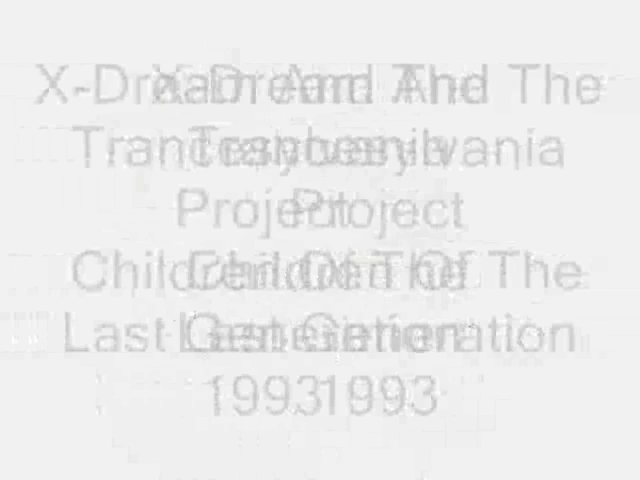 X-Dream And The
Trancesylvania
Project
Children Of The
Last Generation
1993